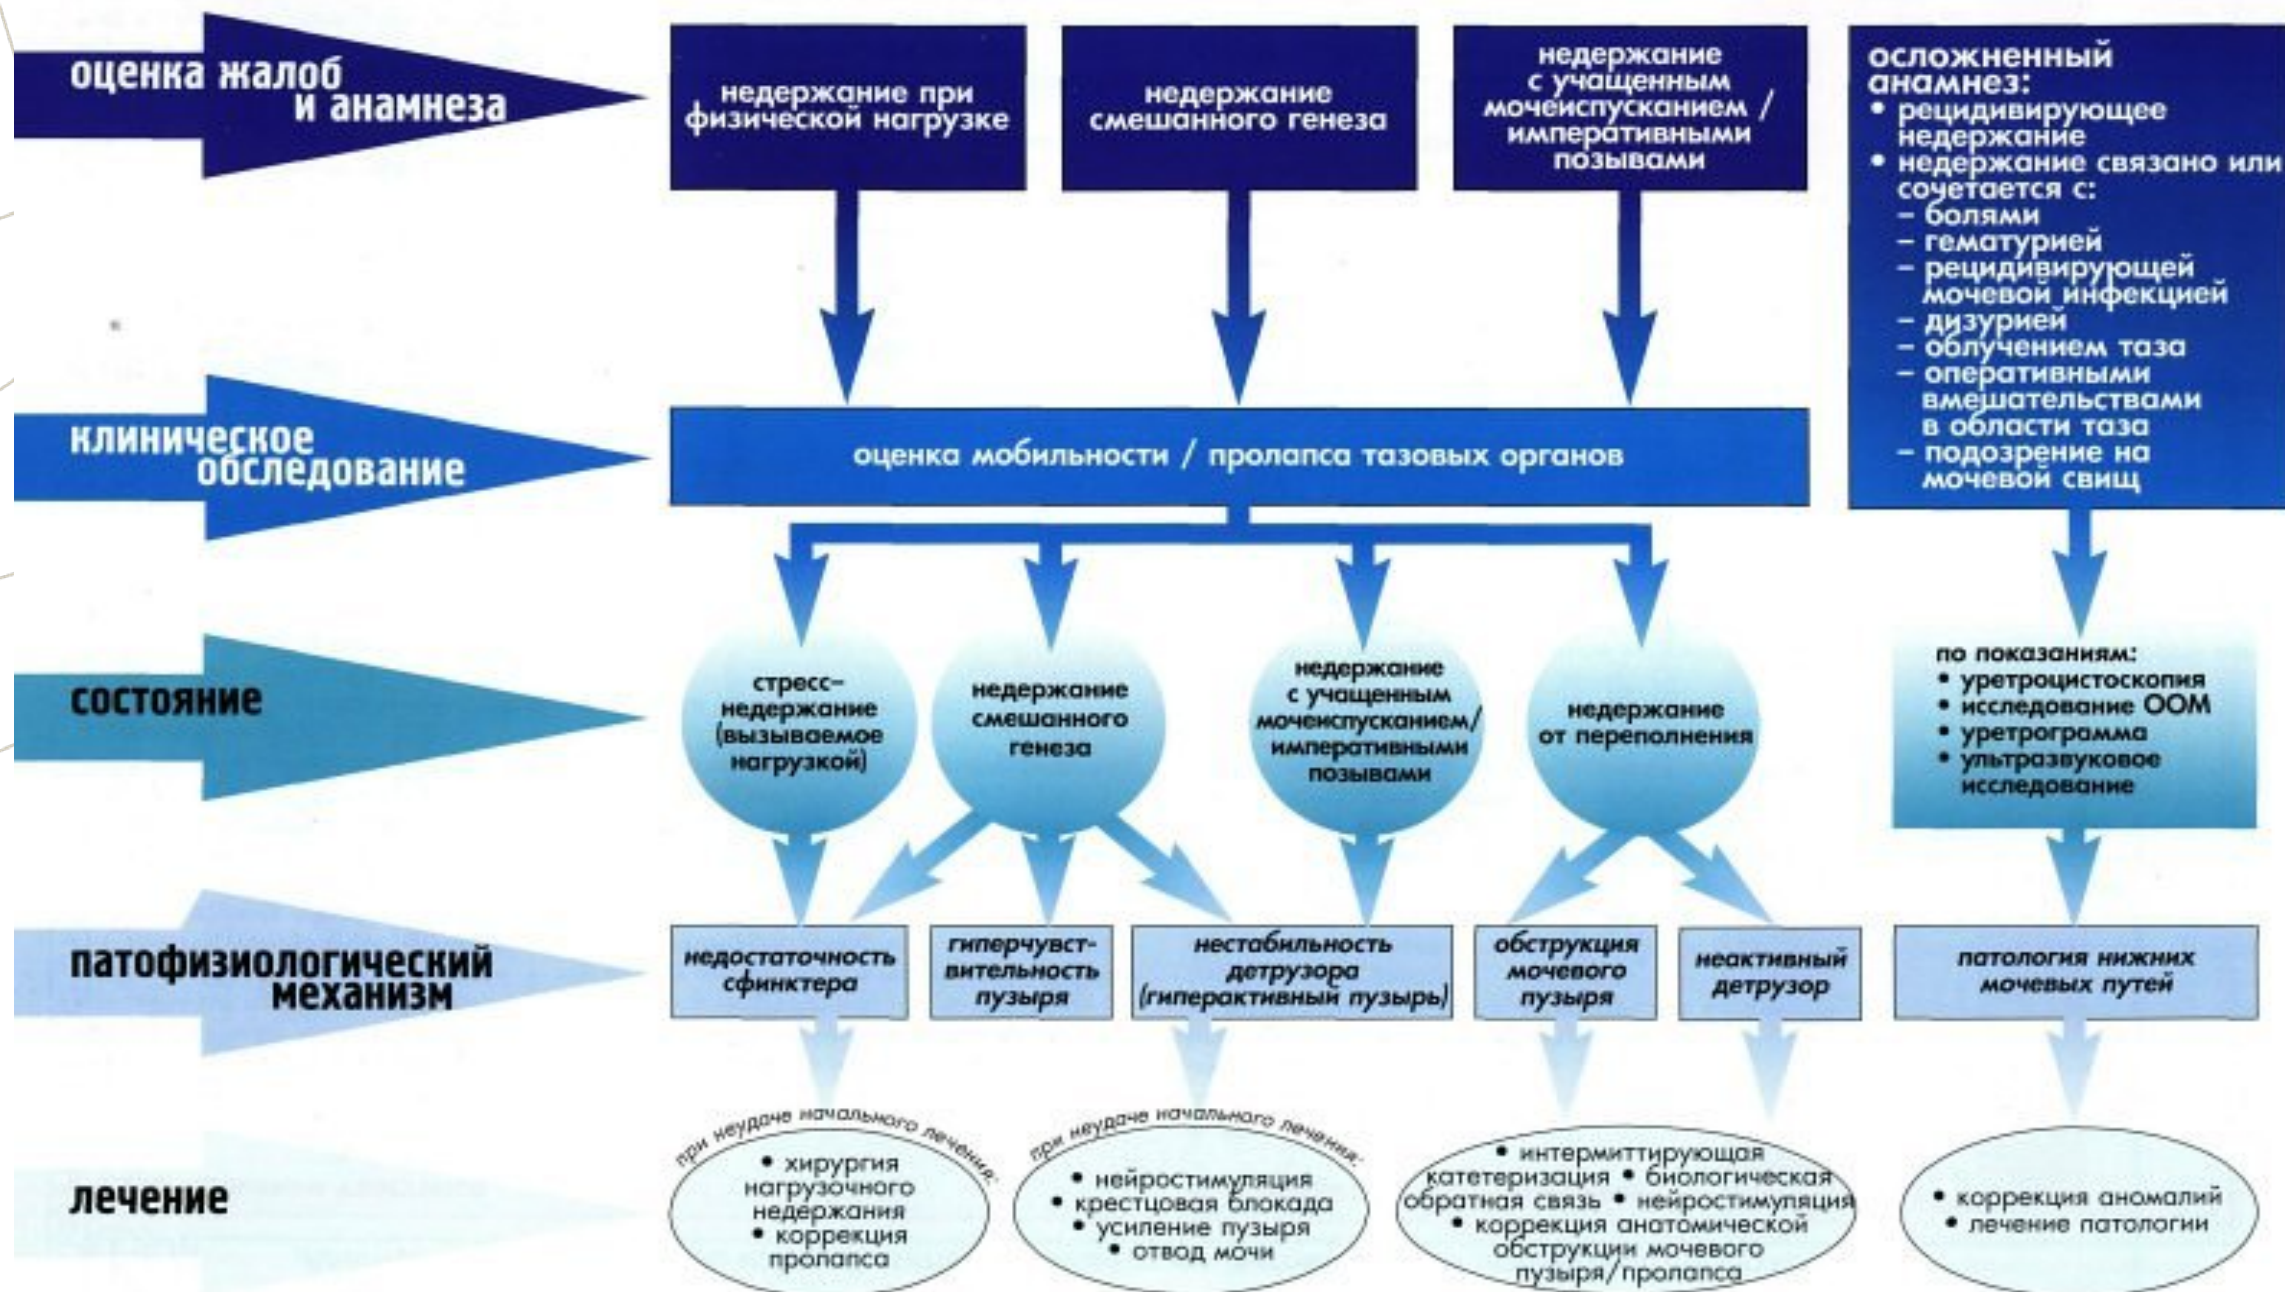 оценка жалоб
и анамнеза
недержание при
физической нагрузке
недержание
смешанного генеза
недержание
с учащенным
мочеиспусканием /
императивными
позывами
осложненный
анамнез:
• рецидивирующее
недержание
• недержание связано или
сочетается с:
– болями
– гематурией
– рецидивирующей
мочевой инфекцией
– дизурией
– облучением таза
– оперативными
вмешательствами
в области таза
– подозрение на
мочевой свищ
клиническое
обследование
оценка мобильности / пролапса тазовых органов
состояние
стресс–
недержание
(вызываемое
нагрузкой)
недержание
смешанного
генеза
недержание
с учащенным
мочеиспусканием/
императивными
позывами
недержание
от переполнения
по показаниям:
• уретроцистоскопия
• исследование ООМ
• уретрограмма
• ультразвуковое
исследование
патофизиологический
механизм
недостаточность
сфинктера
гиперчувст-
вительность
пузыря
нестабильность
детрузора
(гиперактивный пузырь)
обструкция
мочевого
пузыря
неактивный
детрузор
патология нижних
мочевых путей
лечение
при неудаче начального лечения:
• хирургия
нагрузочного
недержания
• коррекция
пролапса
при неудаче начального лечения:
• нейростимуляция
• крестцовая блокада
• усиление пузыря
• отвод мочи
• интермиттирующая
катетеризация • биологическая
обратная связь • нейростимуляция
• коррекция анатомической
обструкции мочевого
пузыря/пролапса
• коррекция аномалий
• лечение патологии